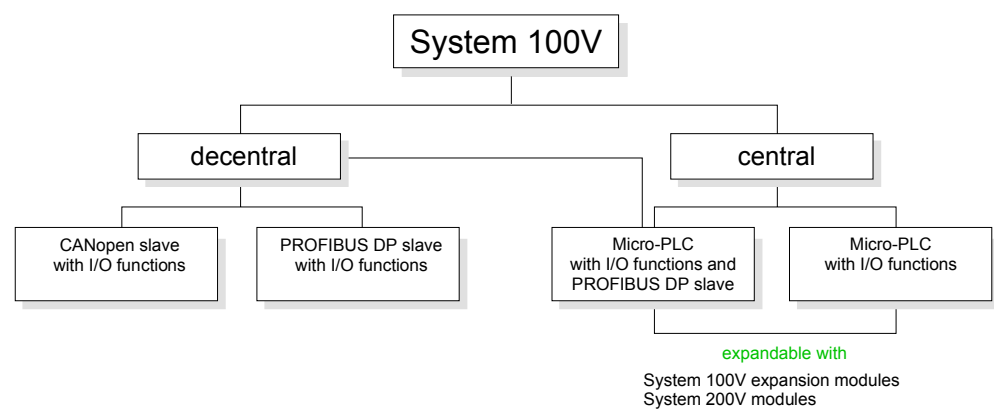 System 100V
decentral
central
CANopen slave
with I/O functions
PROFIBUS DP slave
with I/O functions
Micro-PLC
with I/O functions and
PROFIBUS DP slave
Micro-PLC
with I/O functions
expandable with
System 100V expansion modules
System 200V modules